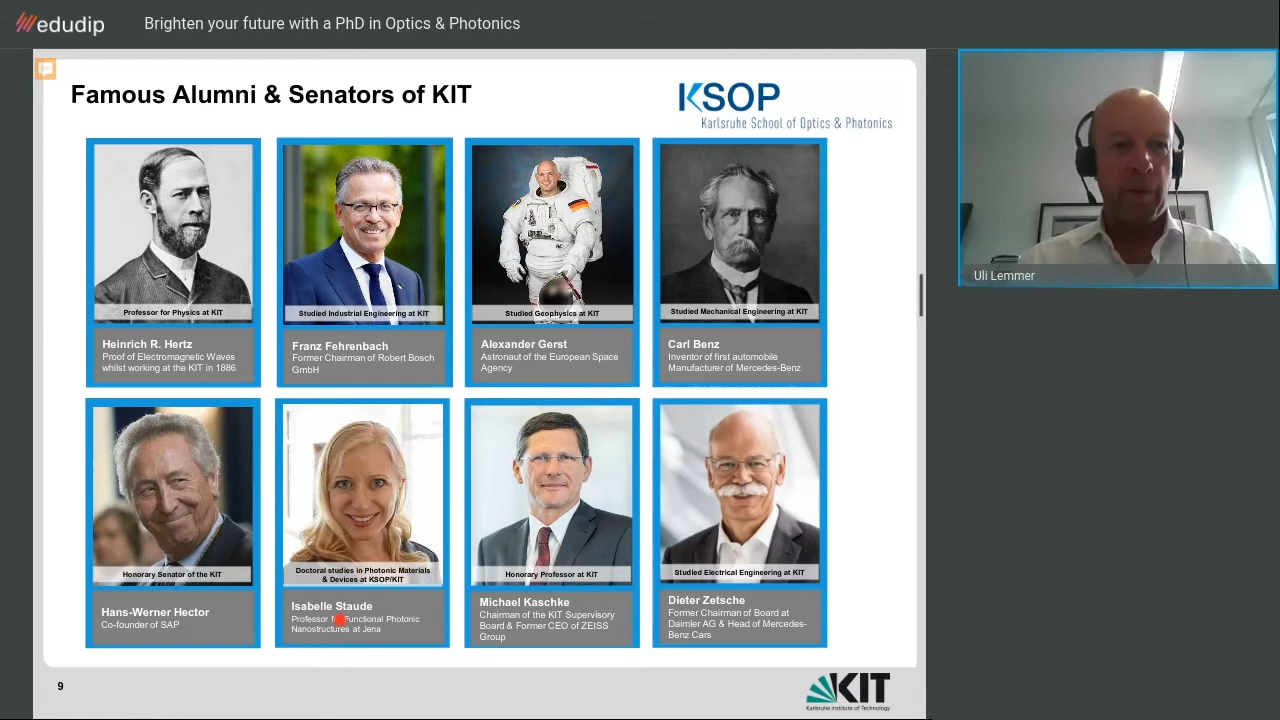 edudip
Brighten your future with a PhD in Optics & Photonics
Famous Alumni & Senators of KIT
KSOP
Karlsruhe School of Optics & Photonics
Professor for Physics at KIT
Heinrich R. Hertz
Proof of Electromagnetic Waves
whilst working at the KIT in 1886
Studied Industrial Engineering at KIT
Franz Fehrenbach
Former Chairman of Robert Bosch
GmbH
Studied Geophysics at KIT
Alexander Gerst
Astronaut of the European Space
Agency
Studied Mechanical Engineering at KIT
Carl Benz
Inventor of first automobile
Manufacturer of Mercedes-Benz
Honorary Senator of the KIT
Hans-Werner Hector
Co-founder of SAP
Doctoral studies in Photonic Materials
& Devices at KSOP/KIT
Isabelle Staude
Professor Functional Photonic
Nanostructures at Jena
Honorary Professor at KIT
Michael Kaschke
Chairman of the KIT Supervisory
Board & Former CEO of ZEISS
Group
Studied Electrical Engineering at KIT
Dieter Zetsche
Former Chairman of Board at
Daimler AG & Head of Mercedes-
Benz Cars
9
KIT
Karlsruhe Institute of Technology
Uli Lemmer